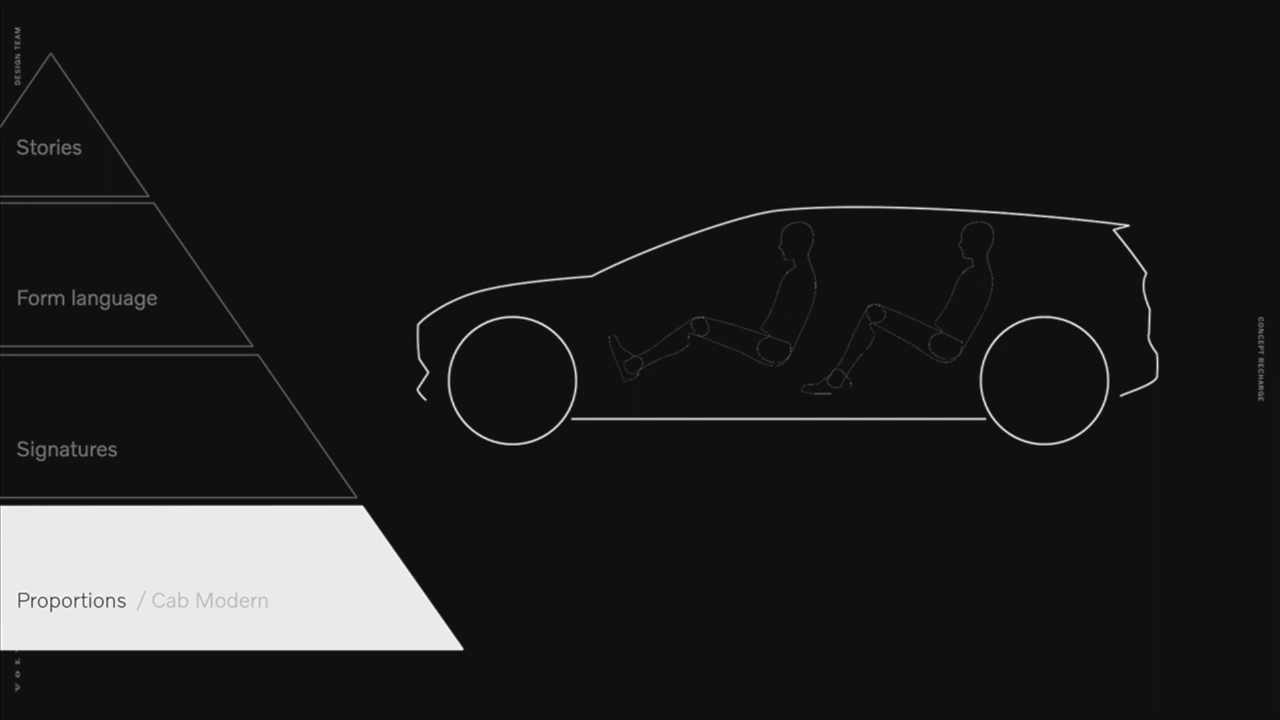 DESIGN TEAM
Stories
Form language
Signatures
Proportions / Cab Modern
CONCEPT RECHARGE